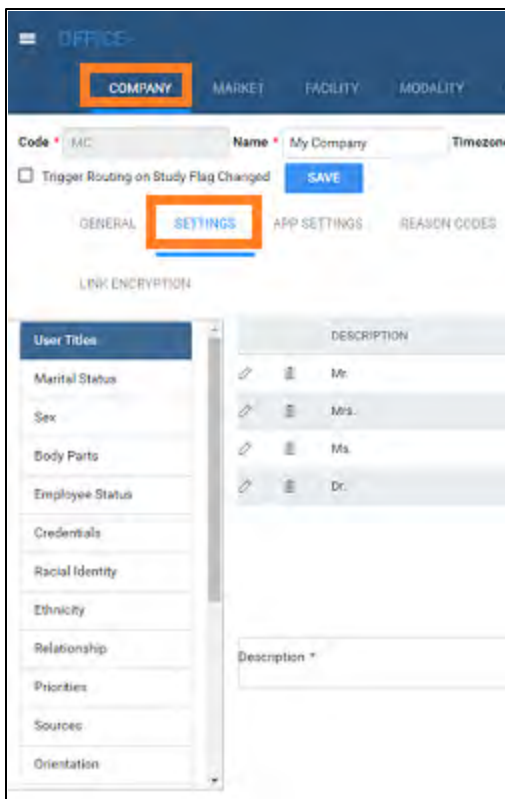 OFFICE
COMPANY MARKET FACILITY MODALITY
Code * MC Name * My Company Timezone
Trigger Routing on Study Flag Changed SAVE
GENERAL SETTINGS APP SETTINGS REASON CODES
LINK ENCRYPTION
User Titles DESCRIPTION
Marital Status Mr.
Sex Mrs.
Body Parts Ms.
Employee Status Dr.
Credentials
Racial Identity
Ethnicity
Relationship Description *
Priorities
Sources
Orientation